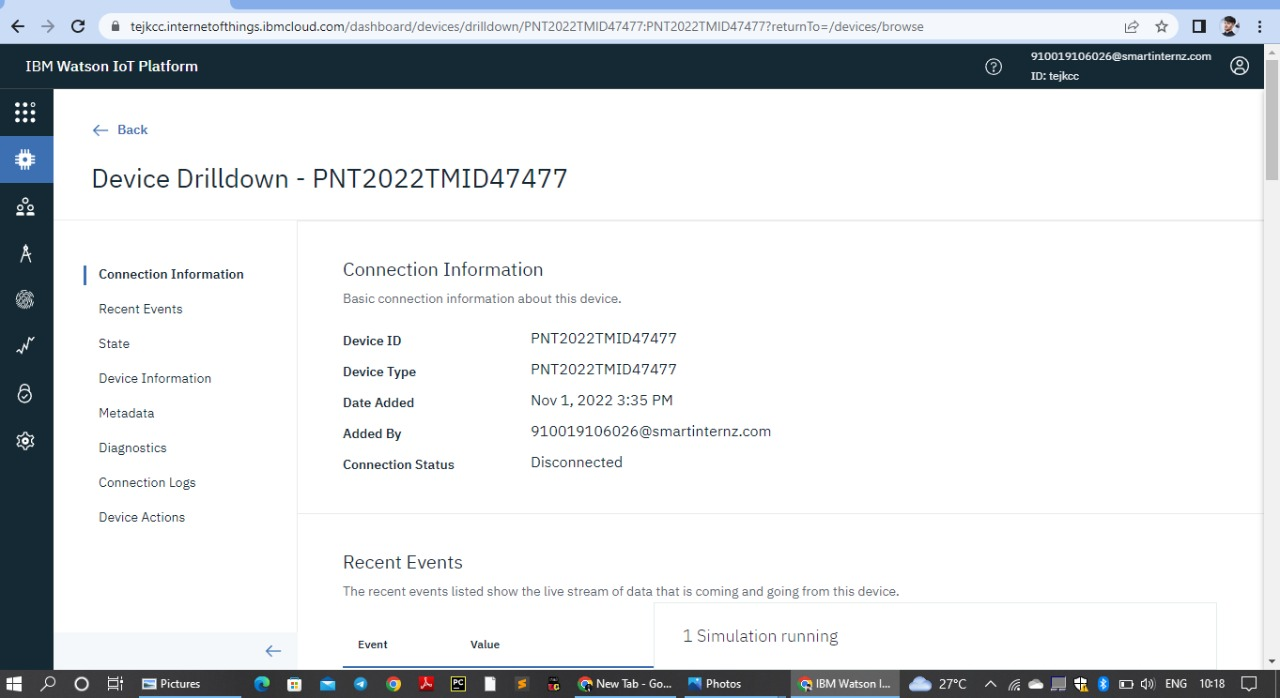 tejkcc.internetofthings.ibmcloud.com/dashboard/devices/drilldown/PNT2022TMID47477:PNT2022TMID47477?returnTo=/devices/browse
IBM Watson IoT Platform
910019106026@smartinternz.com
ID: tejkcc
Back
Device Drilldown - PNT2022TMID47477
Connection Information
Recent Events
State
Device Information
Metadata
Diagnostics
Connection Logs
Device Actions
Connection Information
Basic connection information about this device.
Device ID PNT2022TMID47477
Device Type PNT2022TMID47477
Date Added Nov 1, 2022 3:35 PM
Added By 910019106026@smartinternz.com
Connection Status Disconnected
Recent Events
The recent events listed show the live stream of data that is coming and going from this device.
Event Value
1 Simulation running
Pictures
PC
New Tab - Go...
Photos
IBM Watson I...
27°C
ENG
10:18